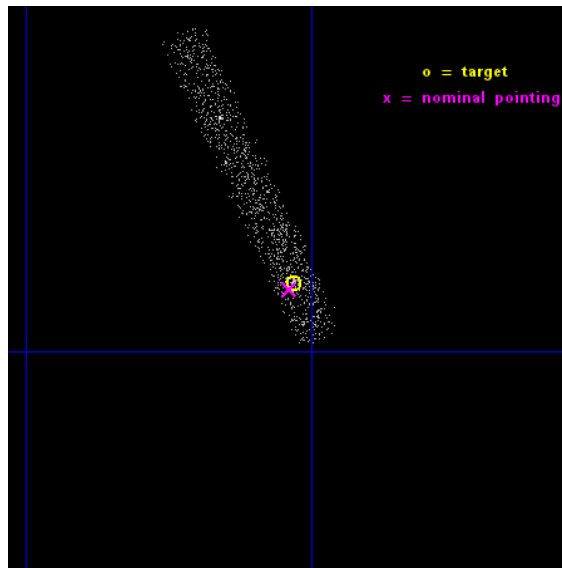 o = target
x = nominal pointing